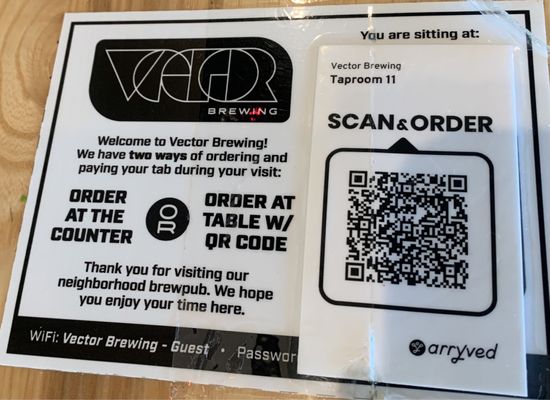 VECTOR
BREWING
Welcome to Vector Brewing!
We have two ways of ordering and
paying your tab during your visit:
ORDER
AT THE
COUNTER
OR
ORDER AT
TABLE W/
QR CODE
Thank you for visiting our
neighborhood brewpub. We hope
you enjoy your time here.
WiFi: Vector Brewing - Guest • Passwor
You are sitting at:
Vector Brewing
Taproom 11
SCAN & ORDER
arryved